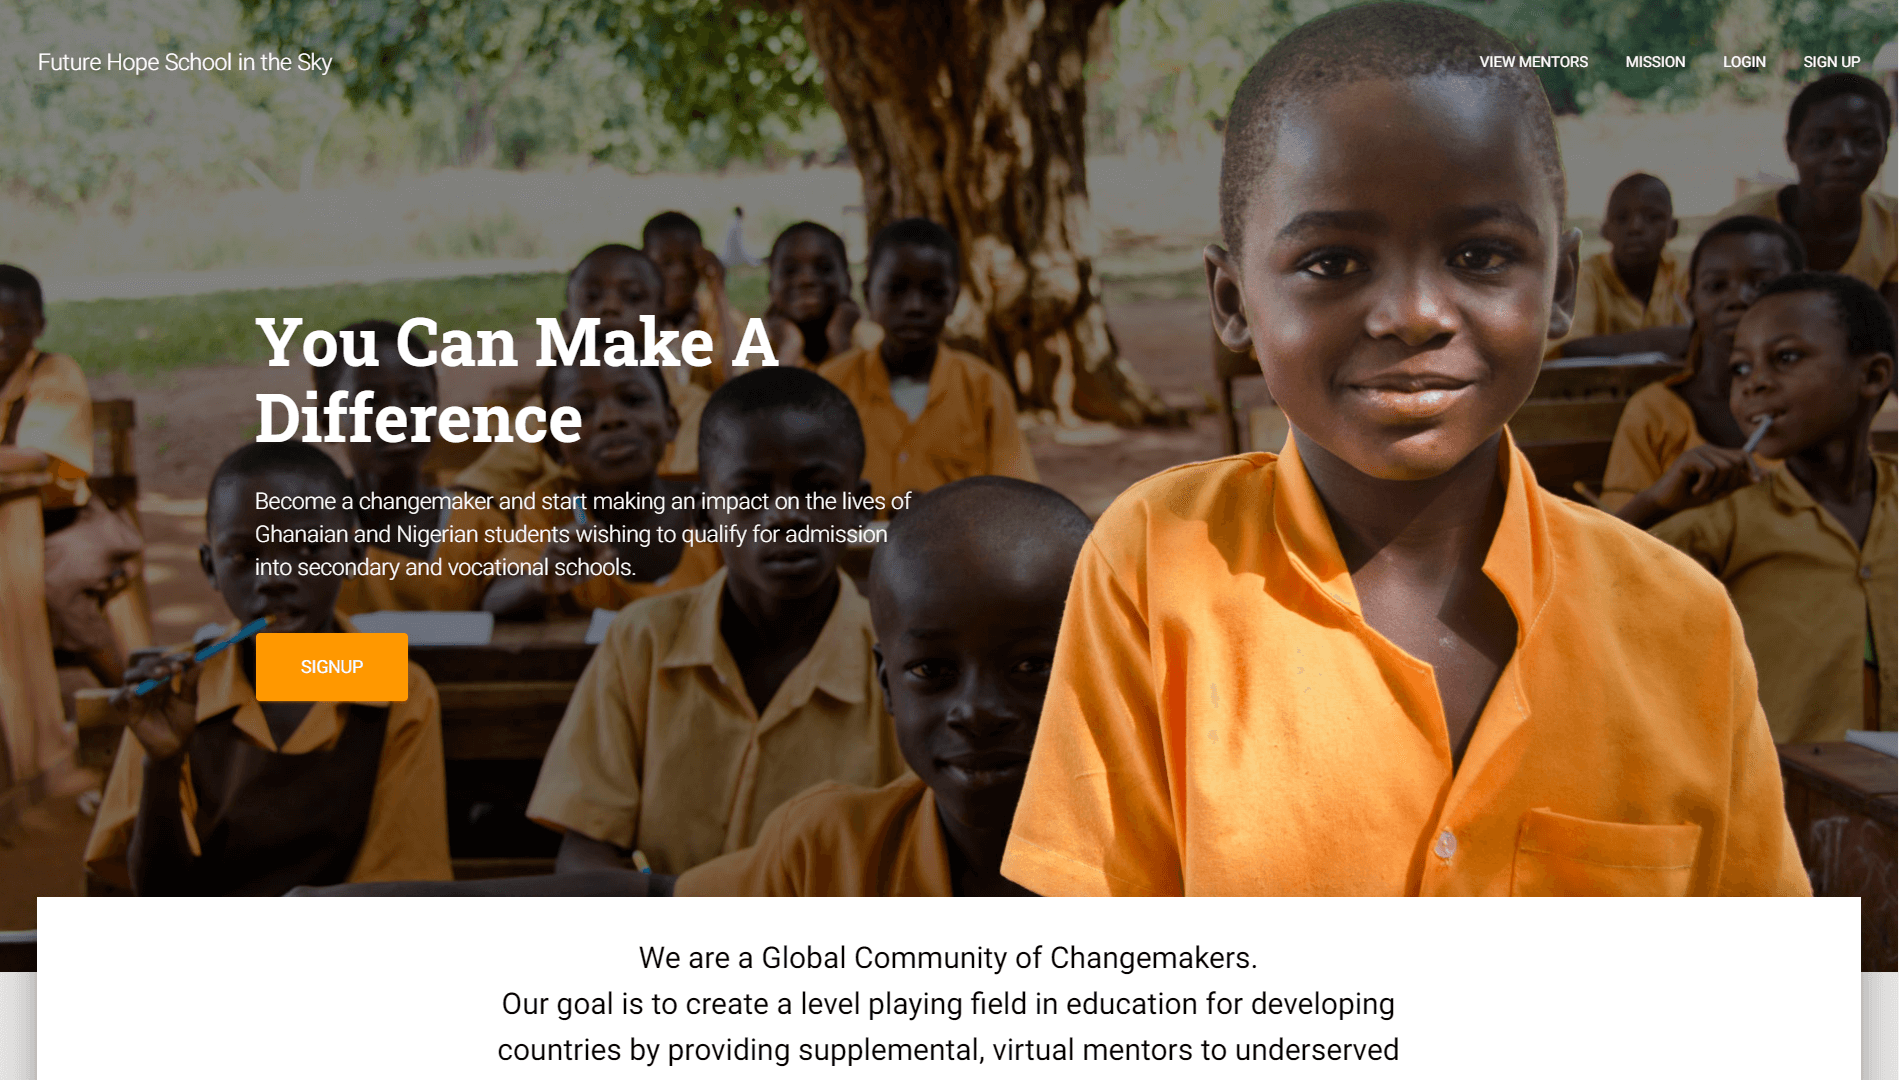 Future Hope School in the Sky
VIEW MENTORS MISSION LOGIN SIGN UP
You Can Make A
Difference
Become a changemaker and start making an impact on the lives of
Ghanaian and Nigerian students wishing to qualify for admission
into secondary and vocational schools.
SIGNUP
We are a Global Community of Changemakers.
Our goal is to create a level playing field in education for developing
countries by providing supplemental, virtual mentors to underserved